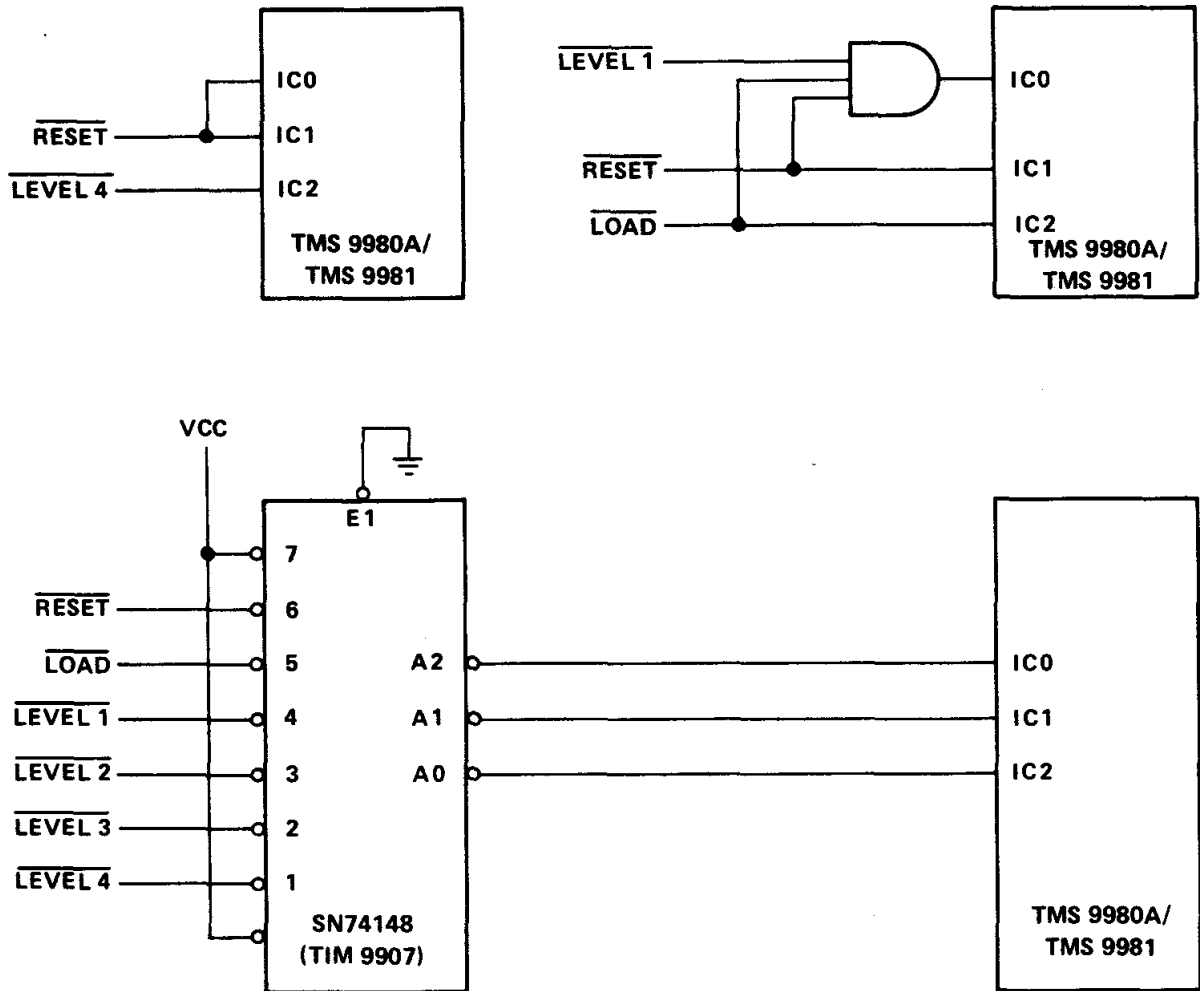 IC0
RESET
IC1
LEVEL 4
IC2
TMS 9980A/
TMS 9981
LEVEL 1
IC0
RESET
IC1
LOAD
IC2
TMS 9980A/
TMS 9981
VCC
E1
7
RESET
6
LOAD
5
A2
IC0
LEVEL 1
4
A1
IC1
LEVEL 2
3
A0
IC2
LEVEL 3
2
LEVEL 4
1
SN74148
(TIM 9907)
TMS 9980A/
TMS 9981